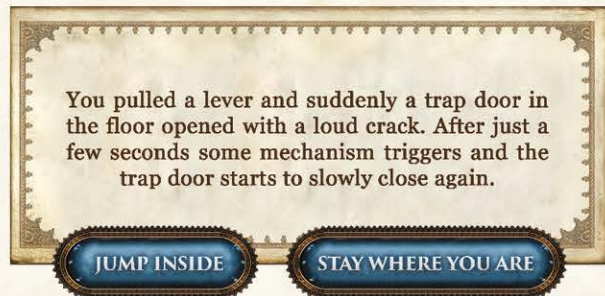 You pulled a lever and suddenly a trap door in
the floor opened with a loud crack. After just a
few seconds some mechanism triggers and the
trap door starts to slowly close again.
JUMP INSIDE
STAY WHERE YOU ARE